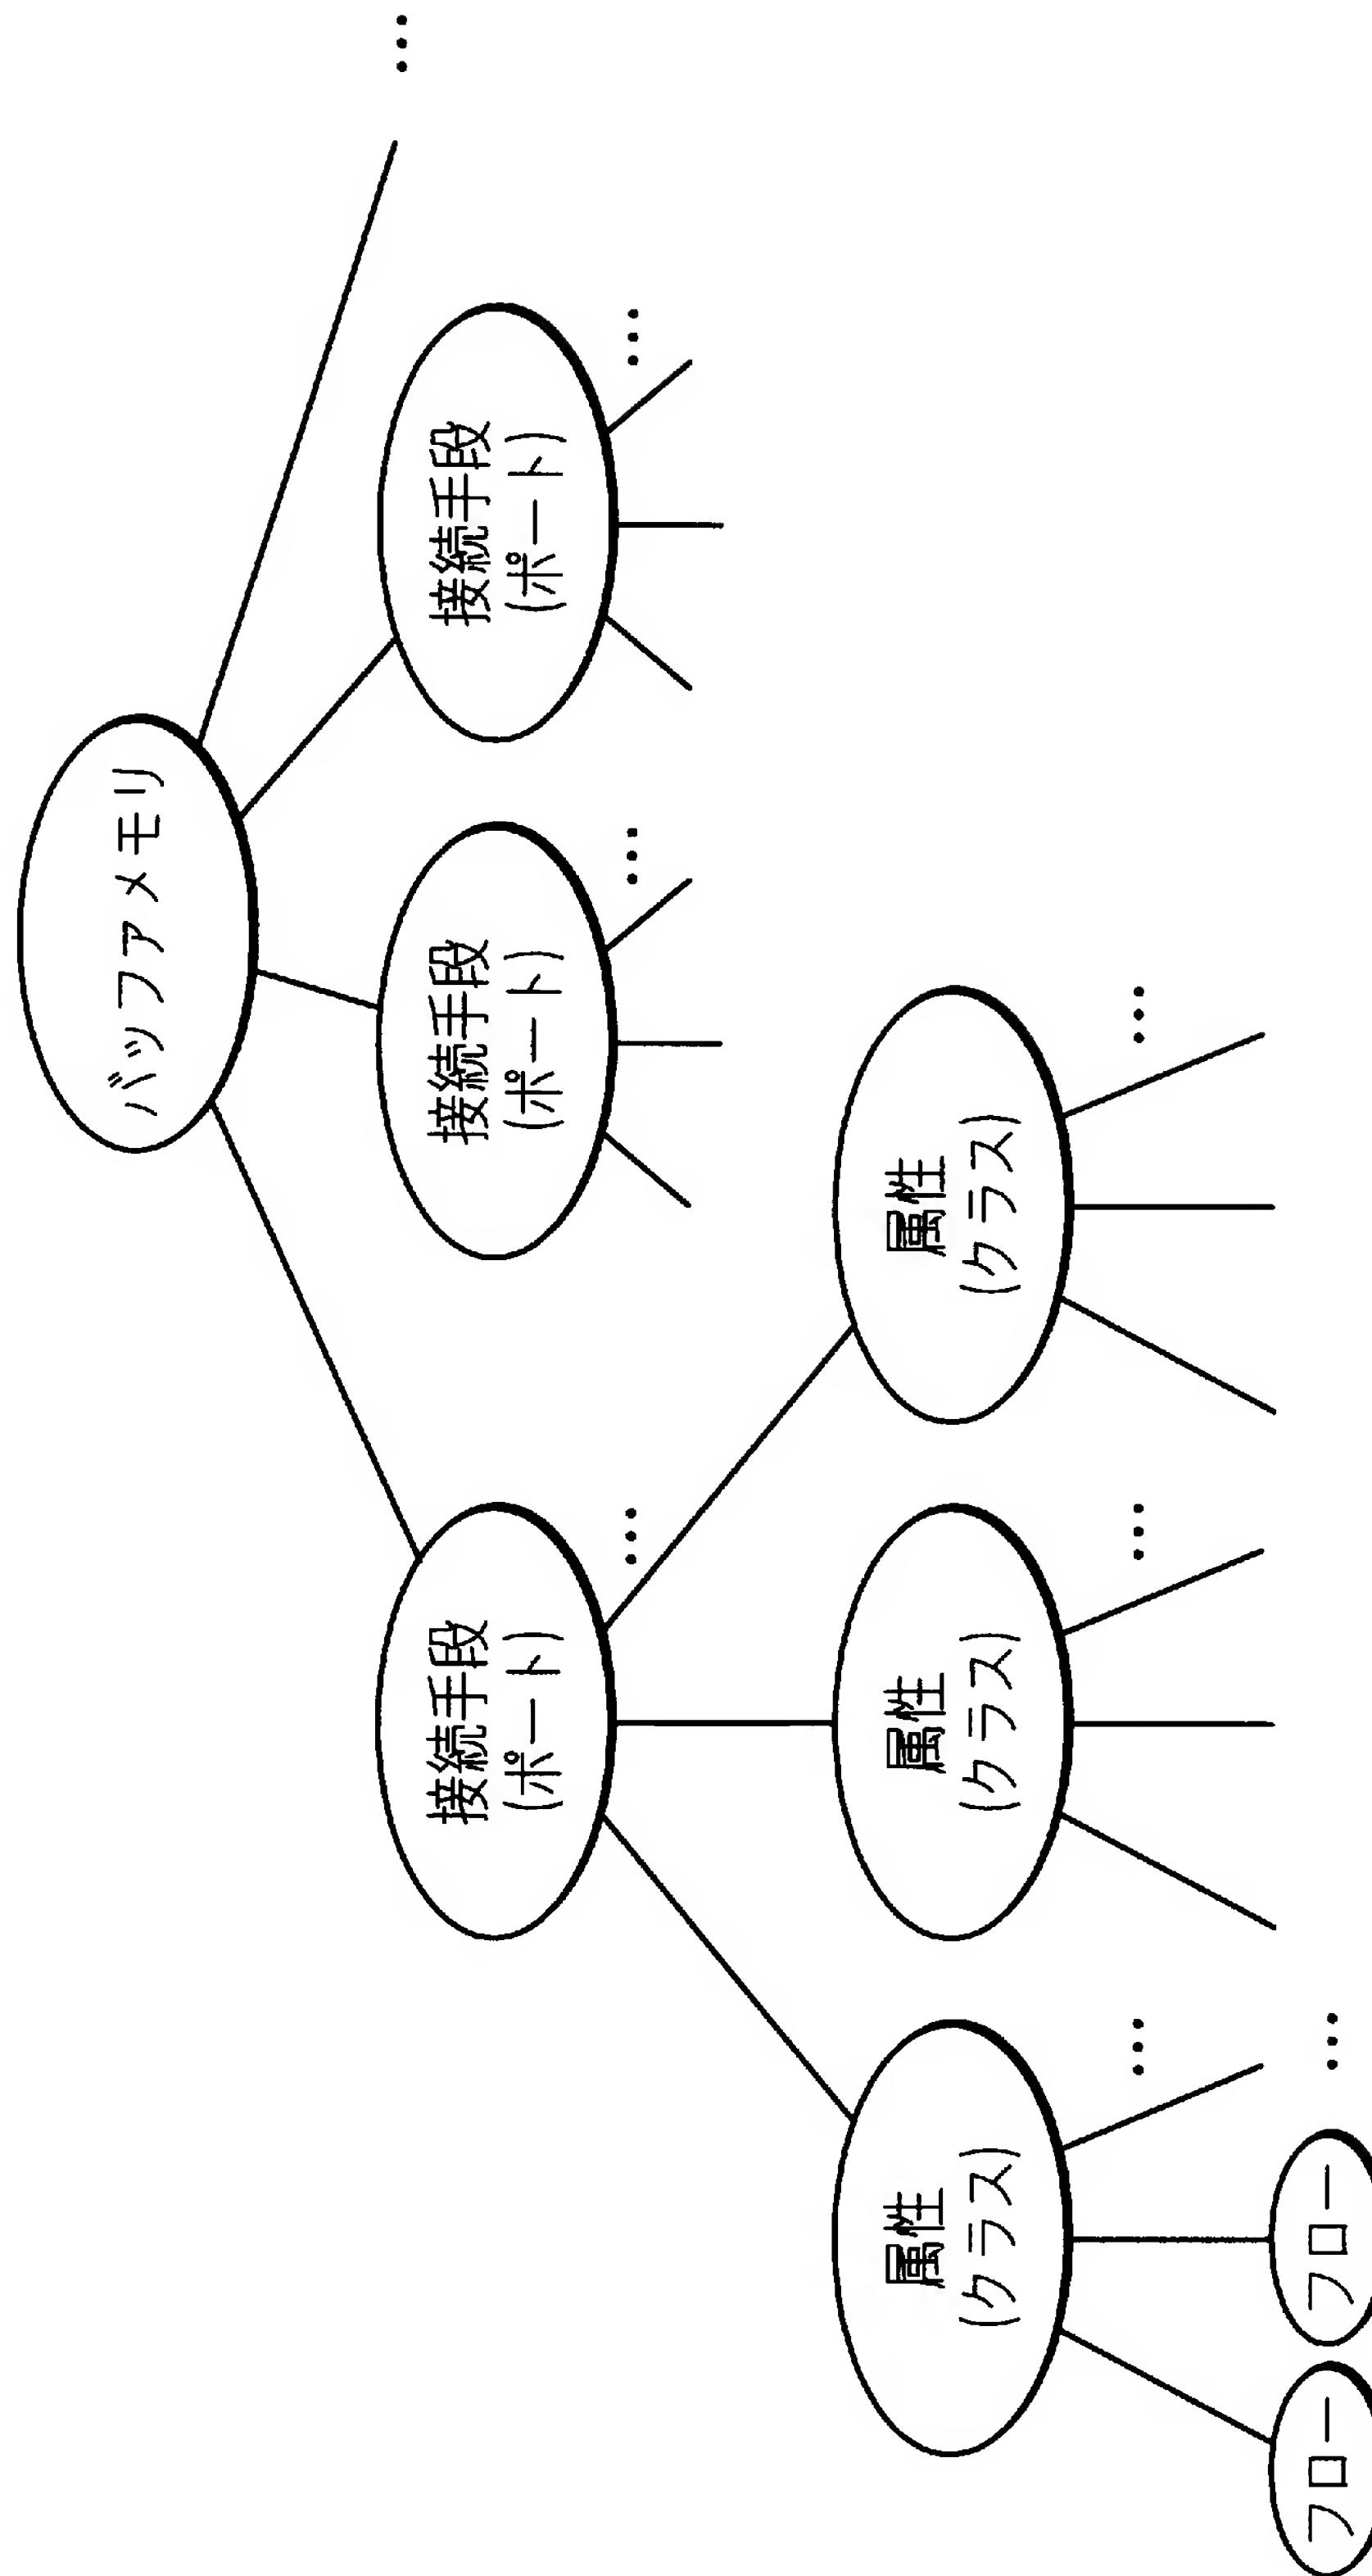 バッファメモリ
…
接続手段
(ポート)
…
接続手段
(ポート)
…
接続手段
(ポート)
…
属性
(クラス)
…
属性
(クラス)
…
属性
(クラス)
…
フロー
フロー
…